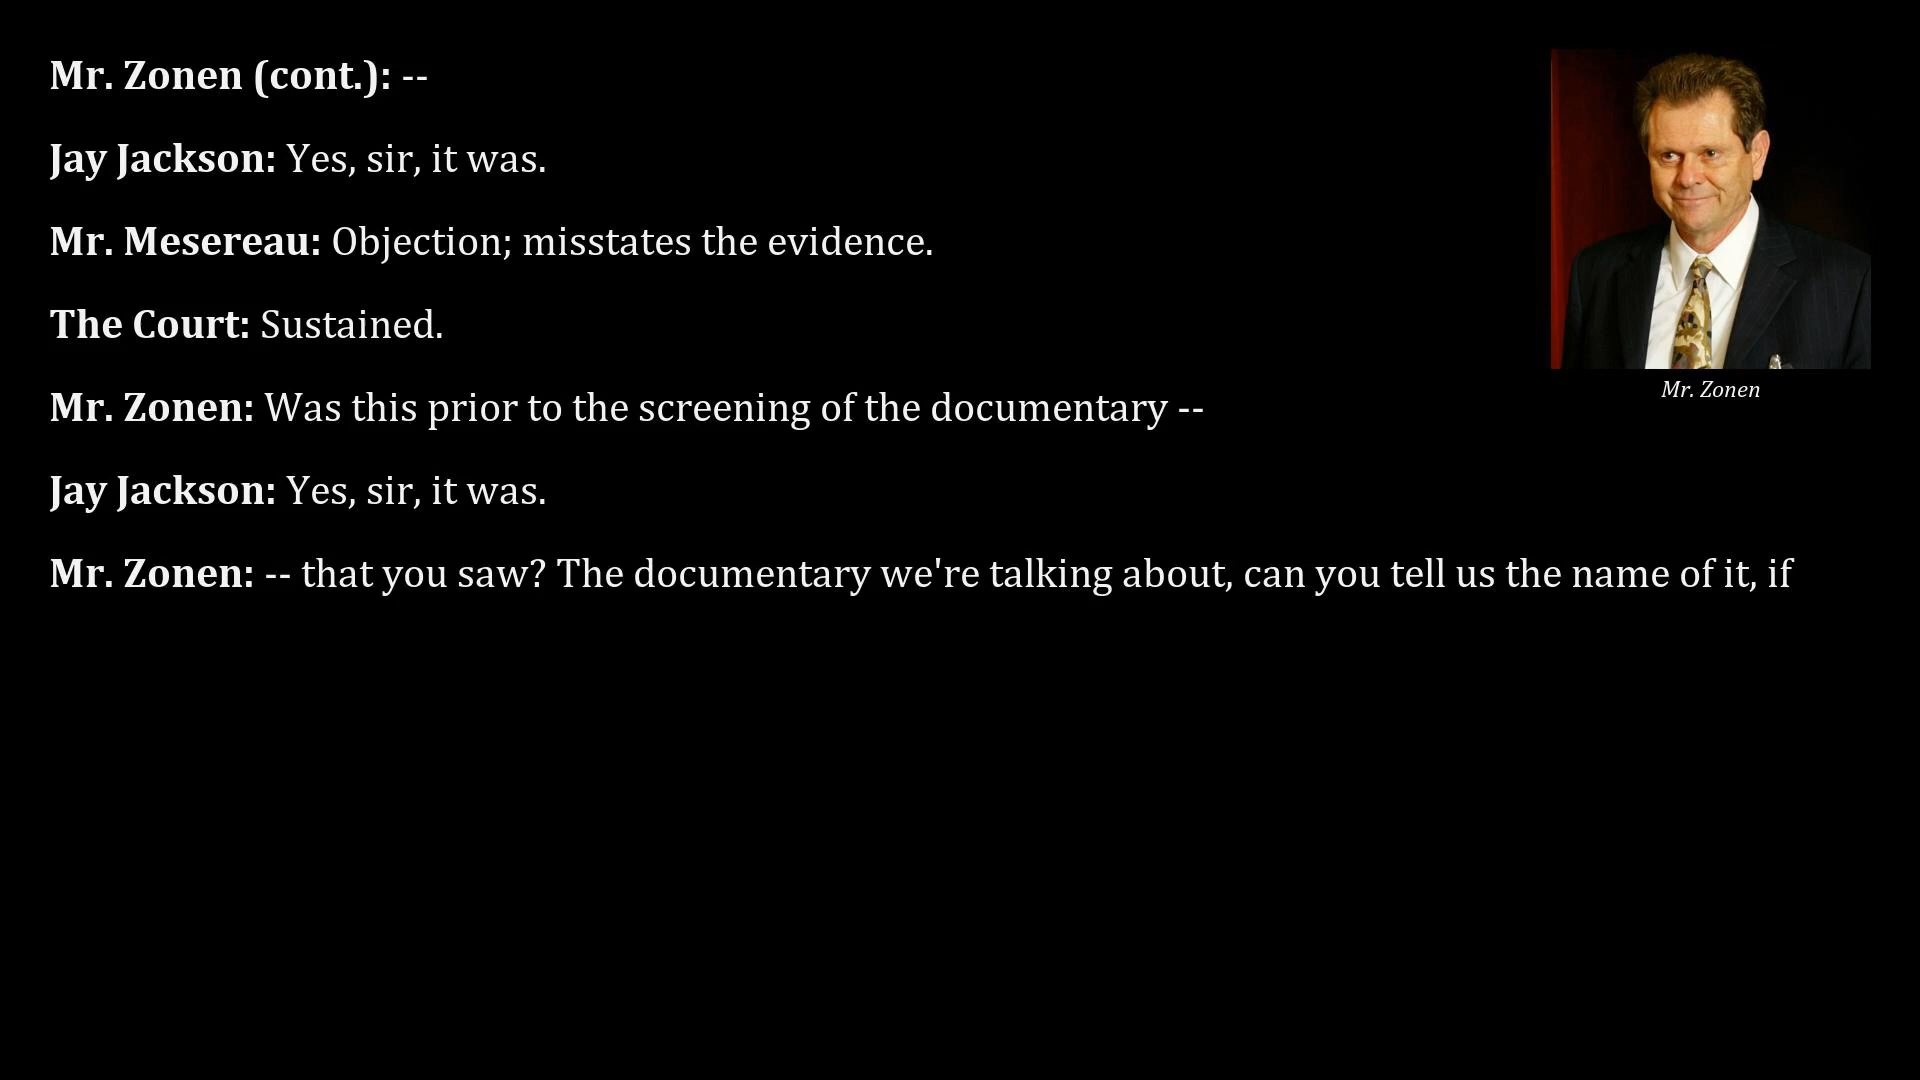 Mr. Zonen (cont.): --
Jay Jackson: Yes, sir, it was.
Mr. Mesereau: Objection; misstates the evidence.
The Court: Sustained.
Mr. Zonen: Was this prior to the screening of the documentary --
Jay Jackson: Yes, sir, it was.
Mr. Zonen: -- that you saw? The documentary we're talking about, can you tell us the name of it, if
Mr. Zonen